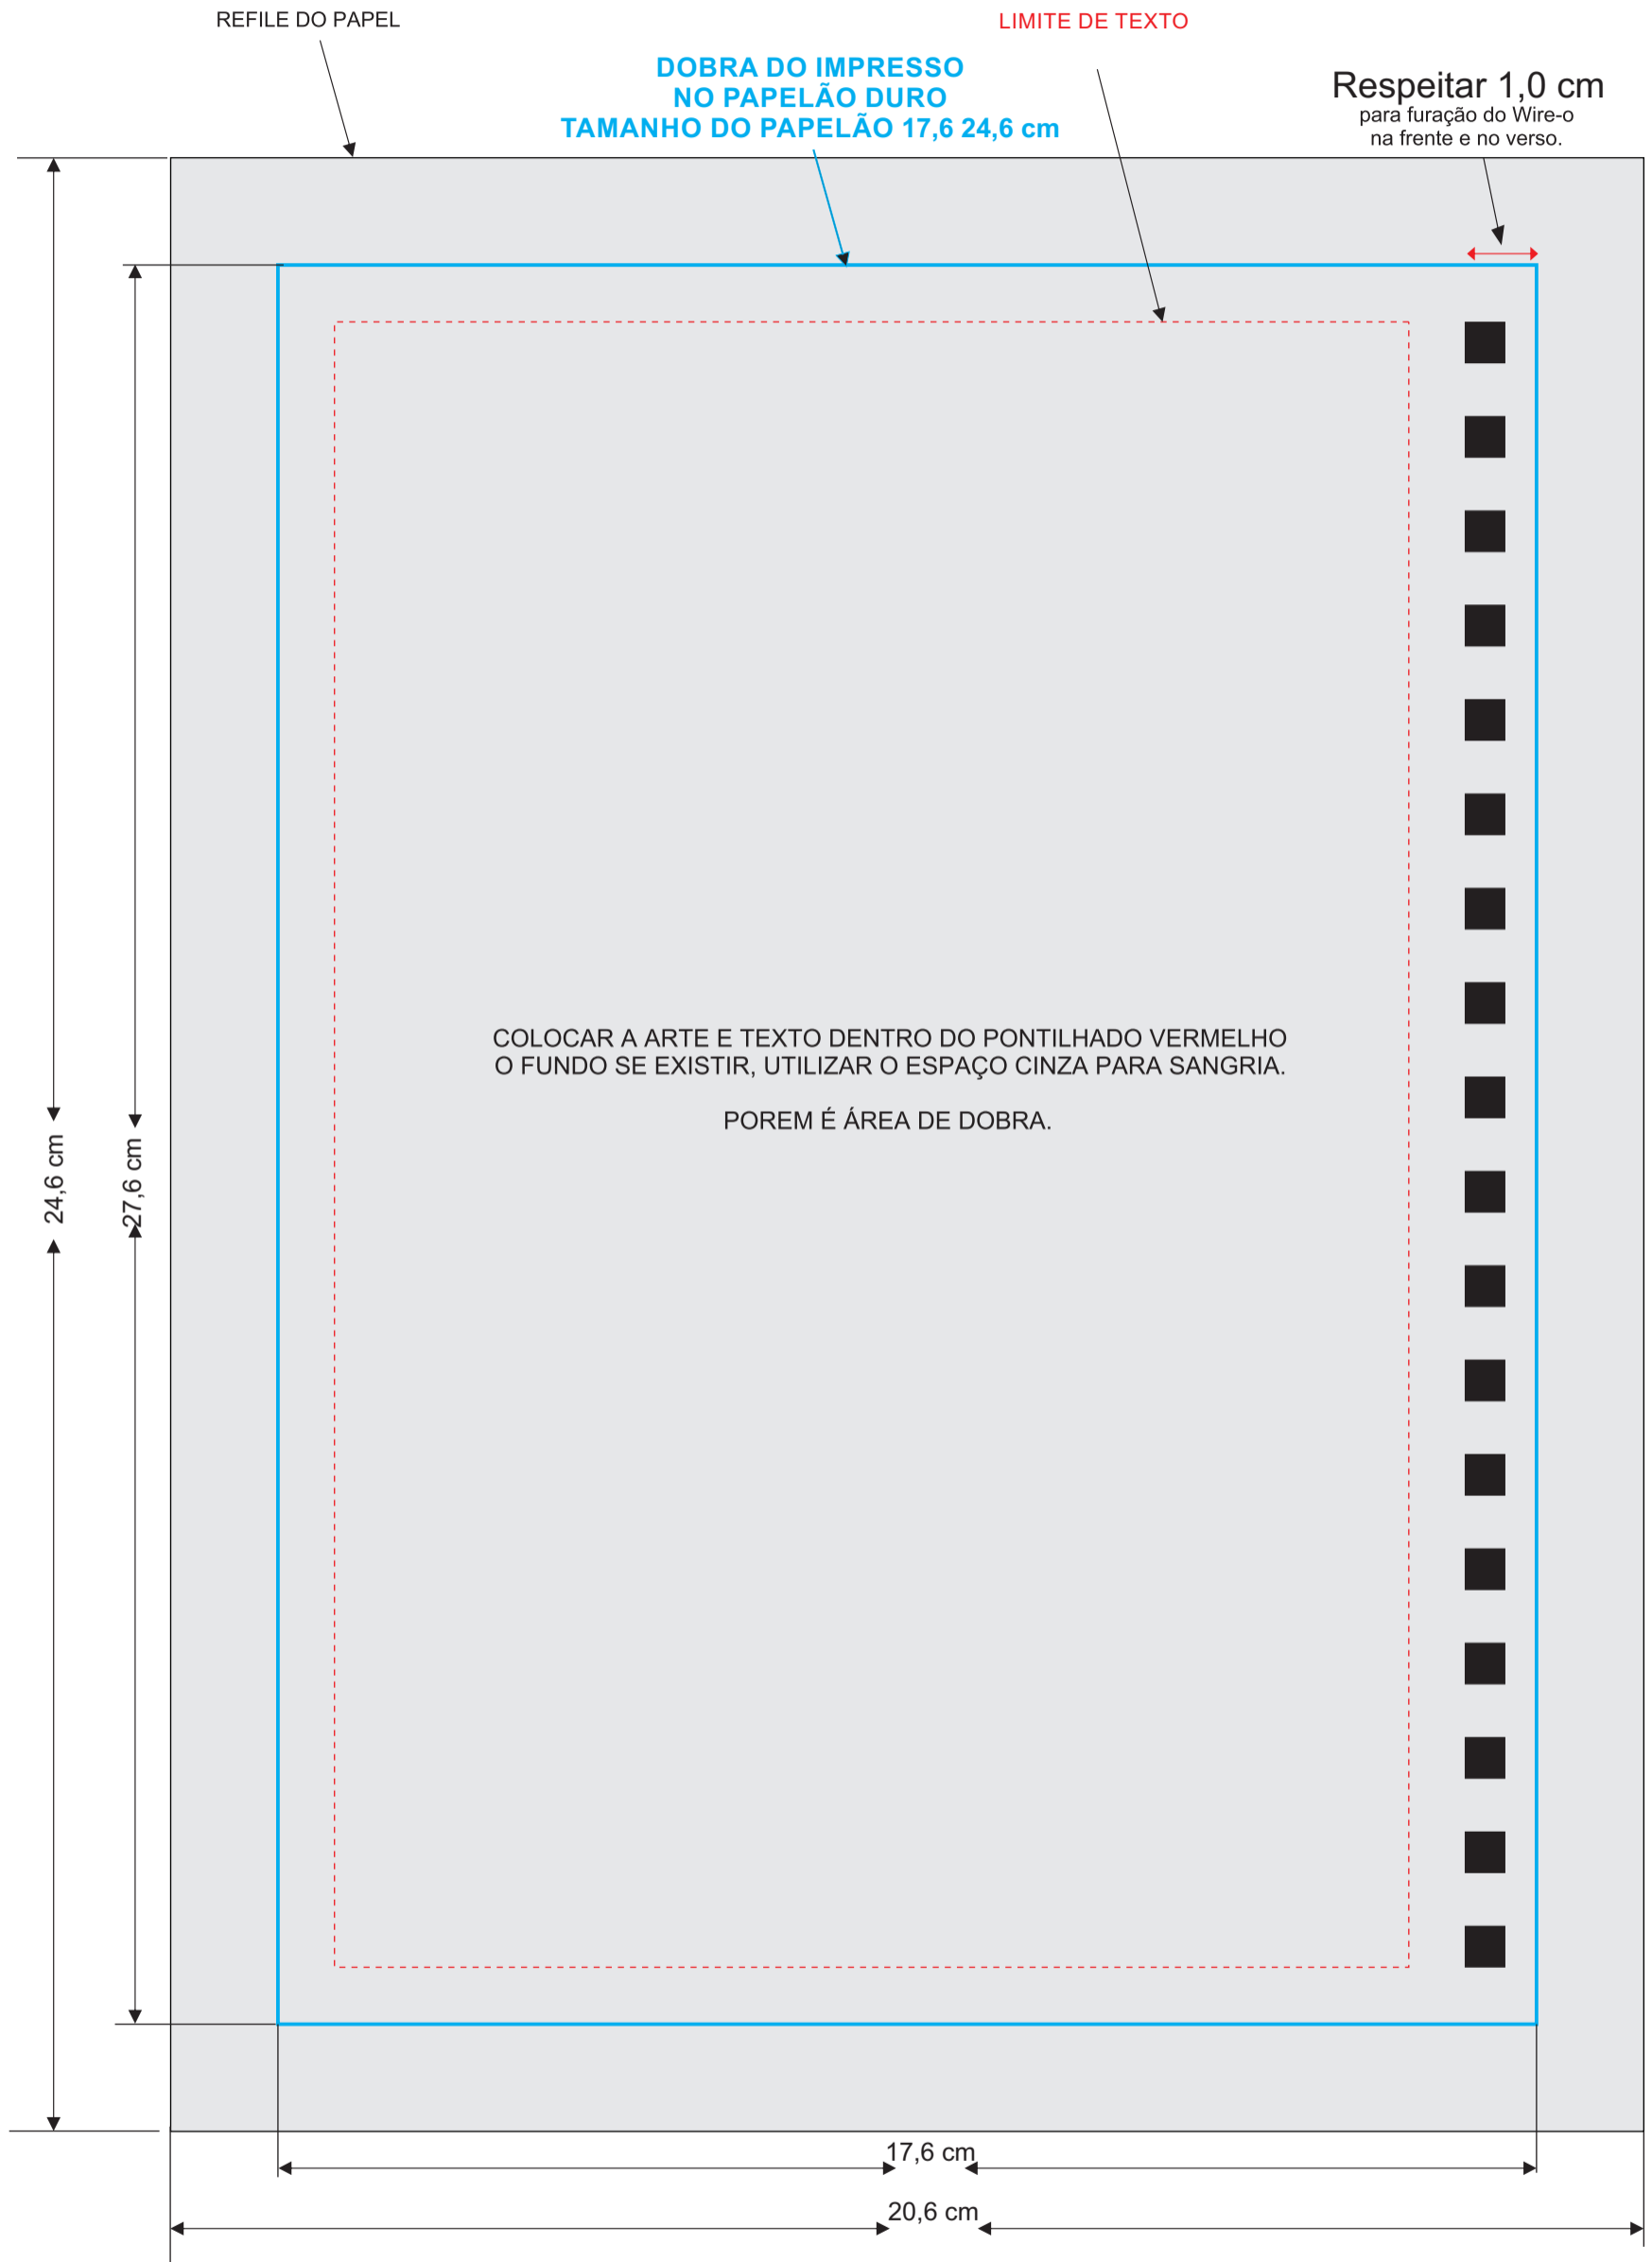 REFILE DO PAPEL
LIMITE DE TEXTO
DOBRA DO IMPRESSO
NO PAPELÃO DURO
TAMANHO DO PAPELÃO 17,6 24,6 cm
Respeitar 1,0 cm
para furação do Wire-o
na frente e no verso.
COLOCAR A ARTE E TEXTO DENTRO DO PONTILHADO VERMELHO
O FUNDO SE EXISTIR, UTILIZAR O ESPAÇO CINZA PARA SANGRIA.
POREM É ÁREA DE DOBRA.
24,6 cm
27,6 cm
17,6 cm
20,6 cm